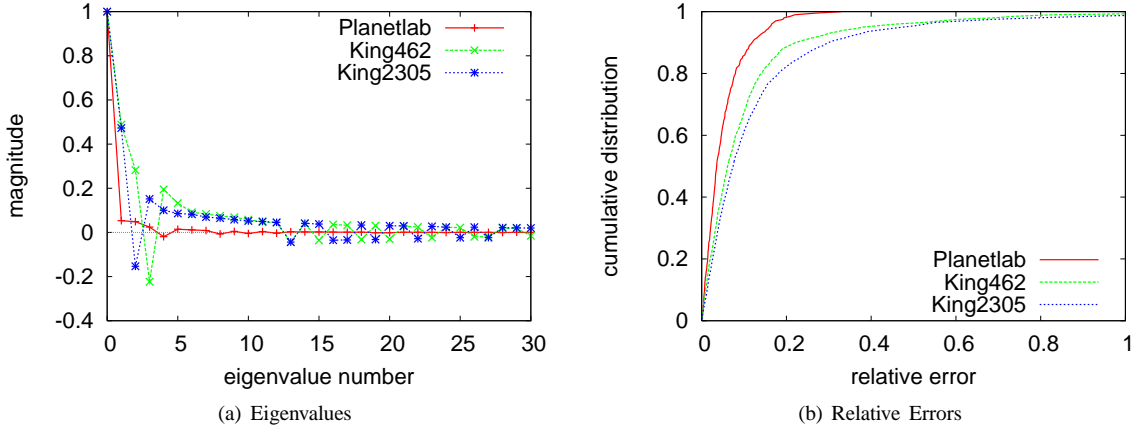 magnitude
1
0.8
0.6
0.4
0.2
0
-0.2
-0.4
Planetlab
King462
King2305
0 5 10 15 20 25 30
eigenvalue number
(a) Eigenvalues
cumulative distribution
1
0.8
0.6
0.4
0.2
0
Planetlab
King462
King2305
0 0.2 0.4 0.6 0.8 1
relative error
(b) Relative Errors